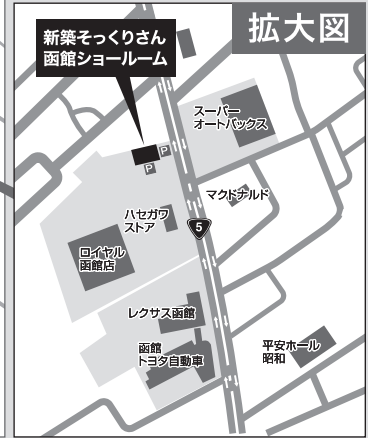 拡大図
新築そっくりさん
函館ショールーム
スーパー
オートバックス
P
P
マクドナルド
ハセガワ
ストア
5
ロイヤル
函館店
レクサス函館
函館
トヨタ自動車
平安ホール
昭和